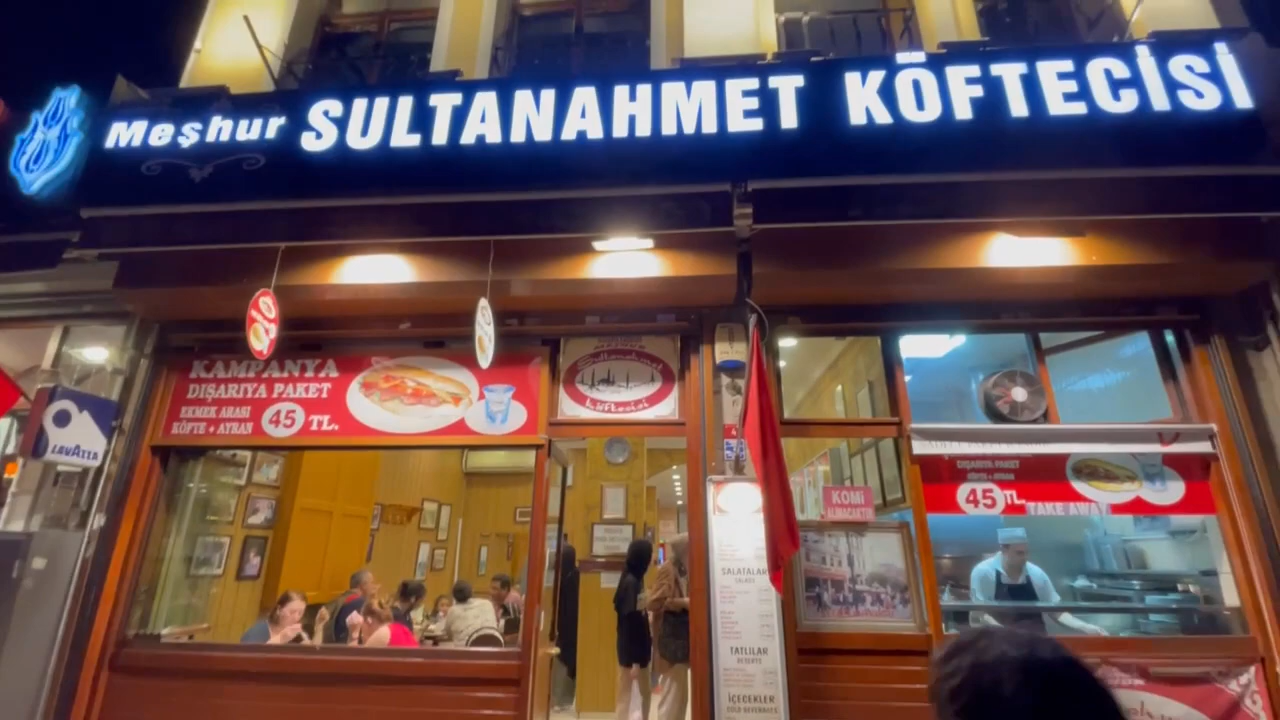 Meşhur SULTANAHMET KÖFTECİSİ
KAMPANYA
DIŞARIYA PAKET
EKMEK ARASI
KÖFTE + AYRAN 45 TL.
Sultanahmet
köftecisi
LAVAZZA
KOMİ
ALINACAKTIR
DIŞARIYA PAKET
45 TL.
TAKE AWAY
SALATALAR
SALADS
TATLILAR
DESERTS
İÇECEKLER
COLD BEVERAGES